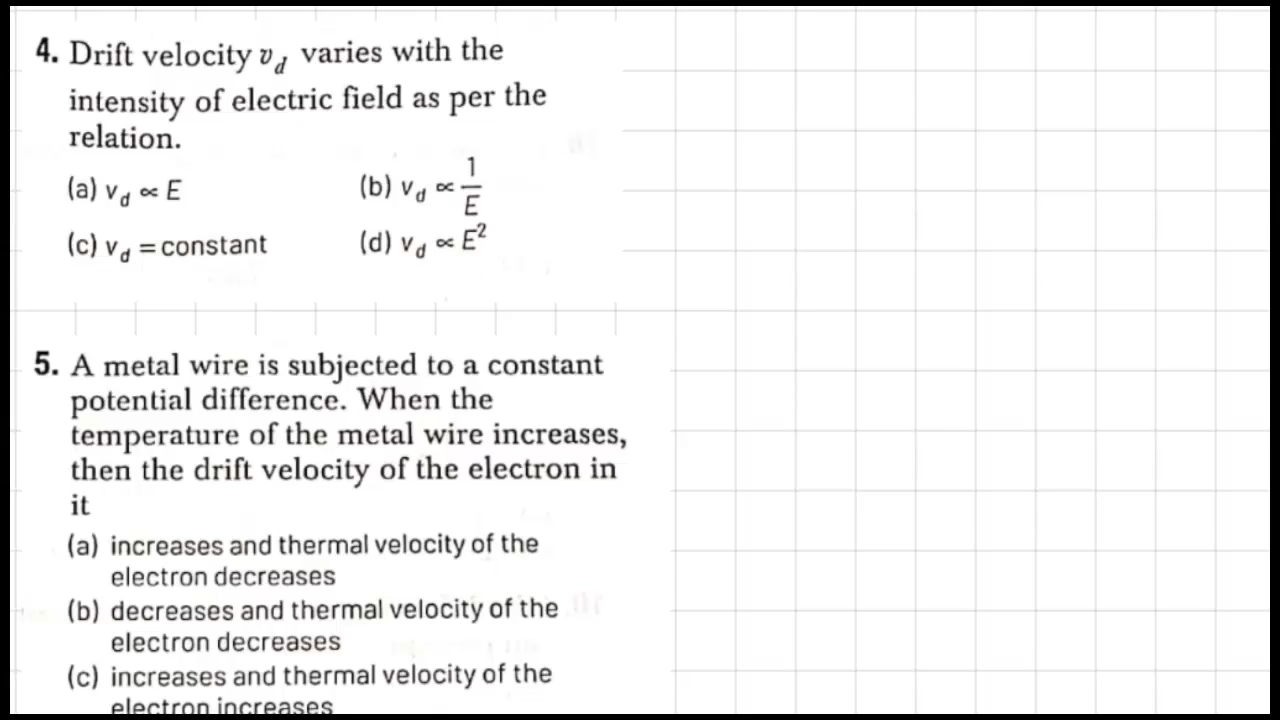 4. Drift velocity v_d varies with the
intensity of electric field as per the
relation.
(a) v_d ∝ E (b) v_d ∝ 1/E
(c) v_d = constant (d) v_d ∝ E²
5. A metal wire is subjected to a constant
potential difference. When the
temperature of the metal wire increases,
then the drift velocity of the electron in
it
(a) increases and thermal velocity of the
electron decreases
(b) decreases and thermal velocity of the
electron decreases
(c) increases and thermal velocity of the
electron increases